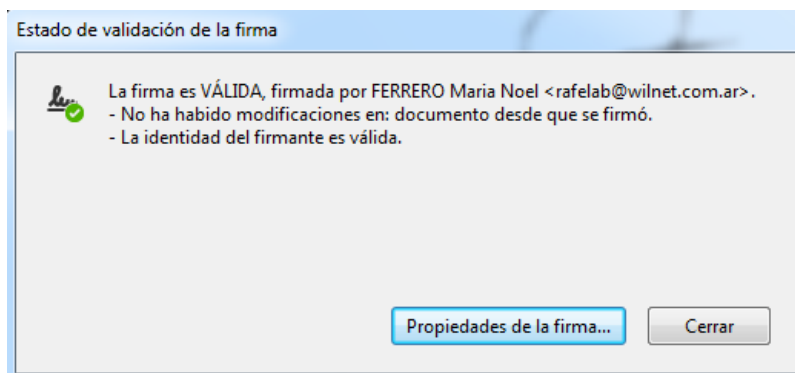 Estado de validación de la firma
La firma es VÁLIDA, firmada por FERRERO Maria Noel <rafelab@wilnet.com.ar>.
- No ha habido modificaciones en: documento desde que se firmó.
- La identidad del firmante es válida.
Propiedades de la firma... Cerrar